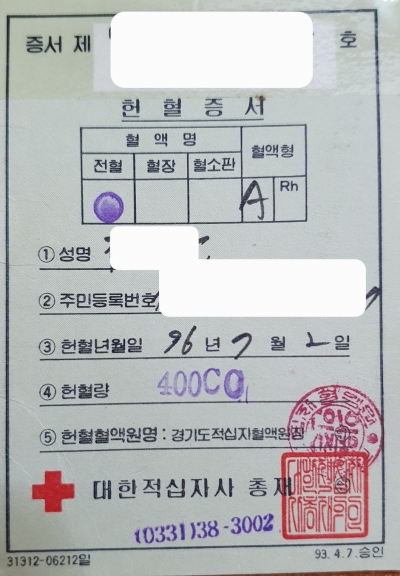 증서 제 호
헌 혈 증 서
혈 액 명 혈액형
전혈 혈장 혈소판
A Rh
① 성명
② 주민등록번호
③ 헌혈년월일 96 년 7 월 2 일
④ 헌혈량 400CC
⑤ 헌혈혈액원명 : 경기도적십자혈액원장
대한적십자사 총재
(0331)38-3002
31312-06212일 93. 4. 7. 승인